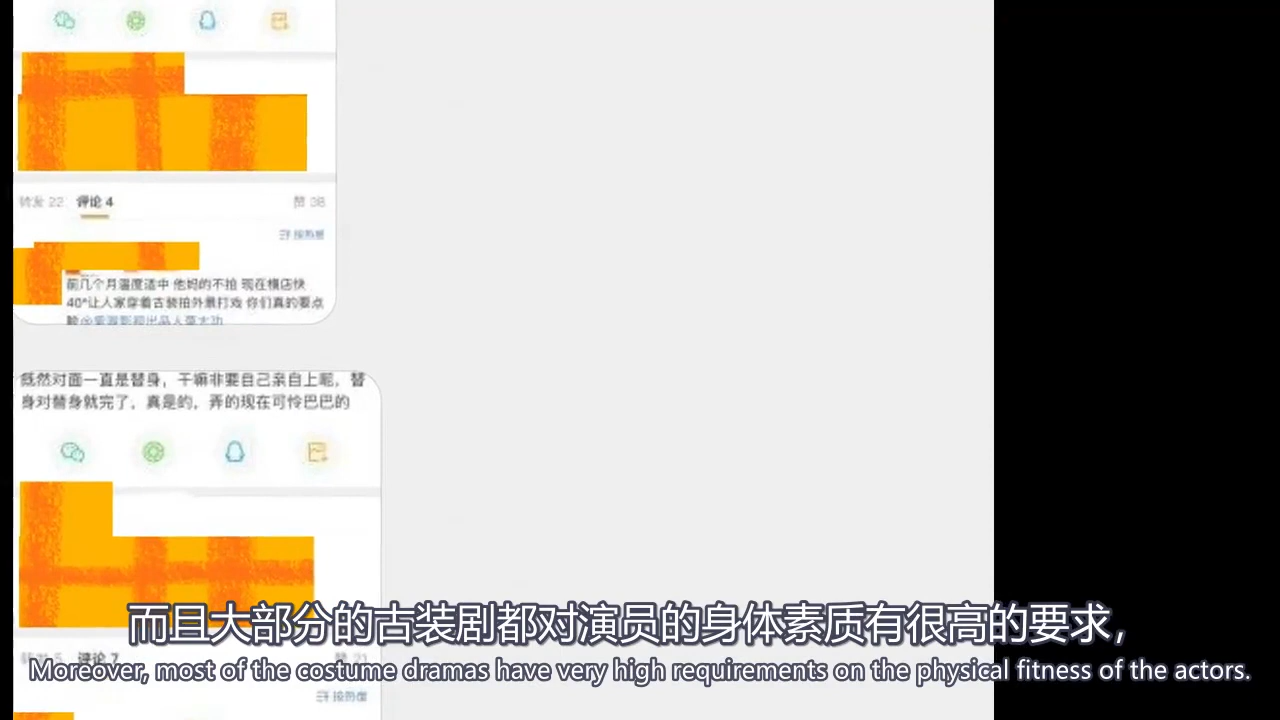 转发 22 评论 4 赞 38
按热度
前几个月温度适中 他妈的不拍 现在横店快
40°让人家穿着古装拍外景打戏 你们真的要点
既然对面一直是替身，干嘛非要自己亲自上呢，替
身对替身就完了，真是的，弄的现在可怜巴巴的
而且大部分的古装剧都对演员的身体素质有很高的要求，
评论 7 赞 21
Moreover, most of the costume dramas have very high requirements on the physical fitness of the actors.
按热度